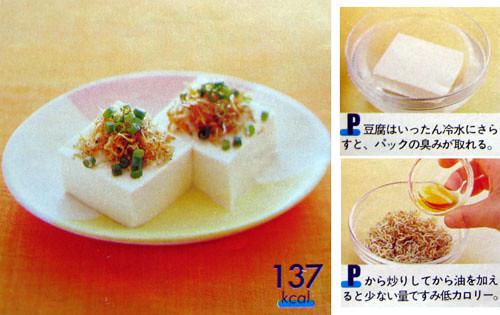 137
kcal
P 豆腐はいったん冷水にさら
すと、パックの臭みが取れる。
P から炒りしてから油を加え
ると少ない量ですみ低カロリー。